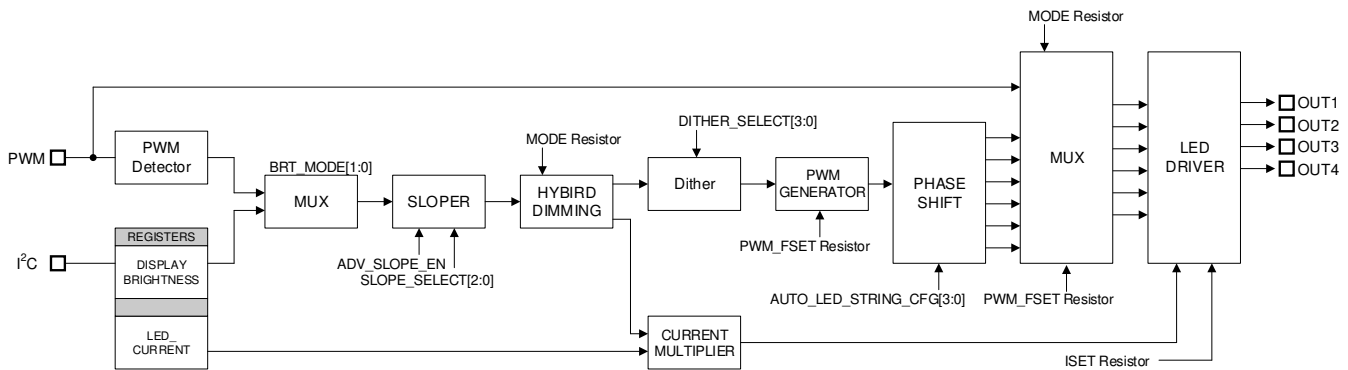 MODE Resistor
PWM
PWM
Detector
BRT_MODE[1:0]
MUX
SLOPER
ADV_SLOPE_EN
SLOPE_SELECT[2:0]
MODE Resistor
HYBIRD
DIMMING
DITHER_SELECT[3:0]
Dither
PWM
GENERATOR
PWM_FSET Resistor
PHASE
SHIFT
AUTO_LED_STRING_CFG[3:0]
MUX
PWM_FSET Resistor
LED
DRIVER
OUT1
OUT2
OUT3
OUT4
I²C
REGISTERS
DISPLAY
BRIGHTNESS
LED_
CURRENT
CURRENT
MULTIPLIER
ISET Resistor